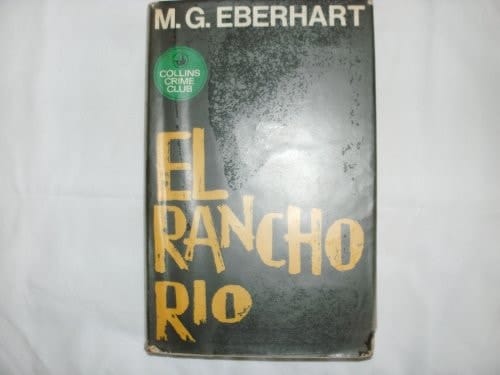 M. G. EBERHART
COLLINS
CRIME
CLUB
EL
RANCHO
RIO